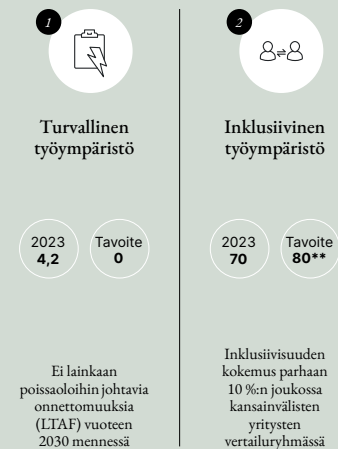 1
Turvallinen
työympäristö
2023
4,2
Tavoite
0
Ei lainkaan
poissaoloihin johtavia
onnettomuuksia
(LTAF) vuoteen
2030 mennessä
2
Inklusiivinen
työympäristö
2023
70
Tavoite
80**
Inklusiivisuuden
kokemus parhaan
10 %:n joukossa
kansainvälisten
yritysten
vertailuryhmässä